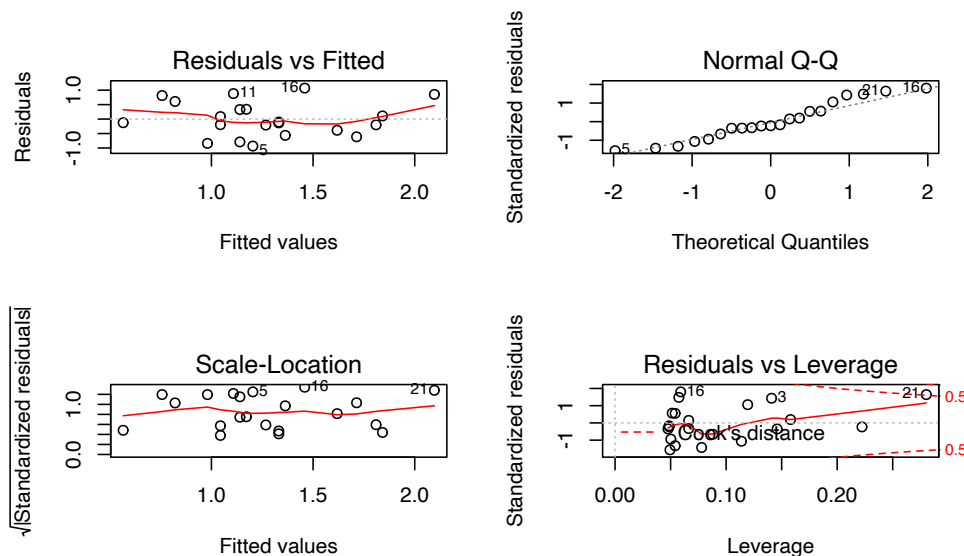 Residuals vs Fitted
Residuals
1.0
-1.0
11
16
5
1.0
1.5
2.0
Fitted values
Normal Q-Q
Standardized residuals
1
-1
5
21
16
-2
-1
0
1
2
Theoretical Quantiles
Scale-Location
√|Standardized residuals|
1.0
0.0
5
16
21
1.0
1.5
2.0
Fitted values
Residuals vs Leverage
Standardized residuals
1
-1
16
3
21
0.5
0.5
Cook's distance
0.00
0.10
0.20
Leverage